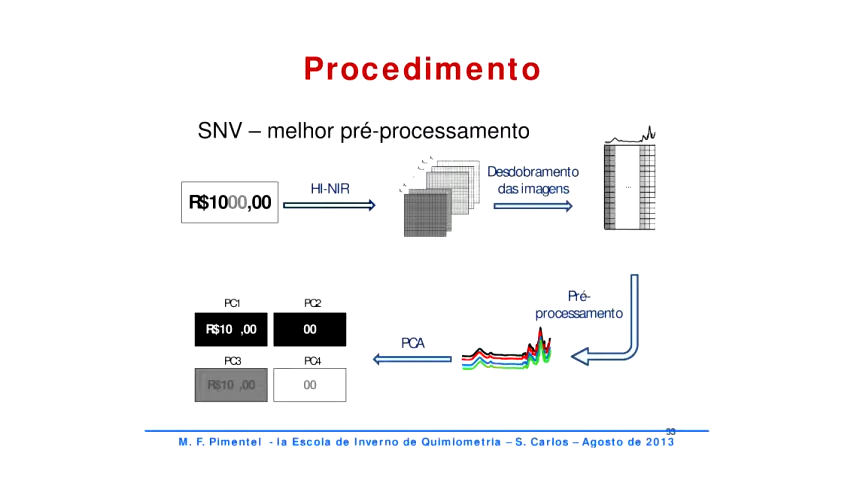 Procedimento
SNV – melhor pré-processamento
R$1000,00
HI-NIR
Desdobramento
das imagens
Pré-
processamento
PCA
PC1
PC2
R$10 ,00
00
PC3
PC4
R$10 ,00
00
33
M. F. Pimentel - Ia Escola de Inverno de Quimiometria – S. Carlos – Agosto de 2013